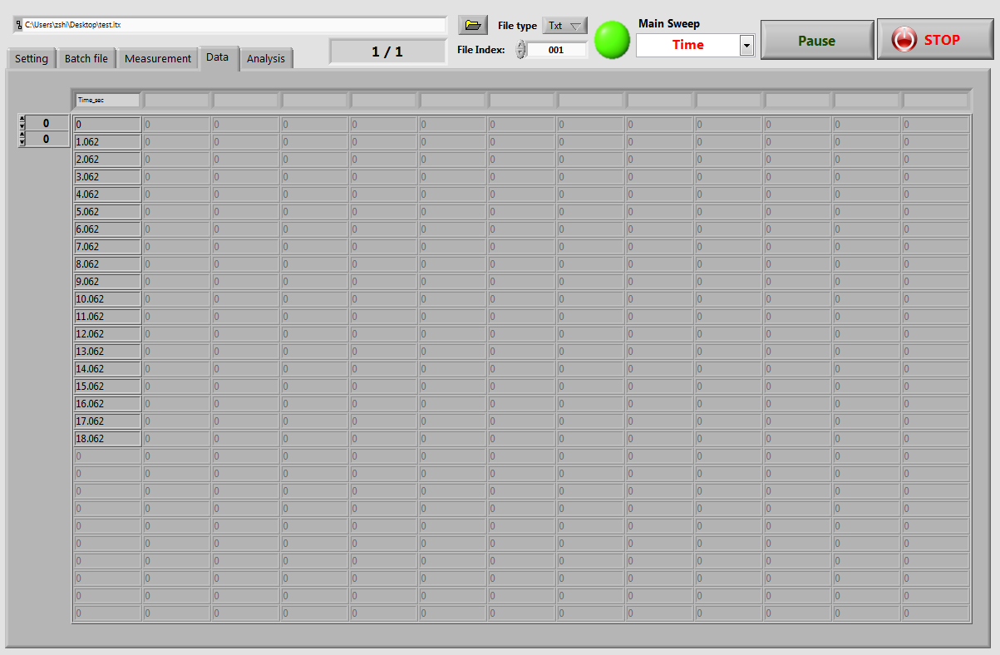 C:\Users\zshi\Desktop\test.itx
File type Txt
Main Sweep
Time
Pause
STOP
1 / 1
File Index: 001
Setting Batch file Measurement Data Analysis
Time_sec
0
0
0 0 0 0 0 0 0 0 0 0 0 0 0
1.062 0 0 0 0 0 0 0 0 0 0 0 0
2.062 0 0 0 0 0 0 0 0 0 0 0 0
3.062 0 0 0 0 0 0 0 0 0 0 0 0
4.062 0 0 0 0 0 0 0 0 0 0 0 0
5.062 0 0 0 0 0 0 0 0 0 0 0 0
6.062 0 0 0 0 0 0 0 0 0 0 0 0
7.062 0 0 0 0 0 0 0 0 0 0 0 0
8.062 0 0 0 0 0 0 0 0 0 0 0 0
9.062 0 0 0 0 0 0 0 0 0 0 0 0
10.062 0 0 0 0 0 0 0 0 0 0 0 0
11.062 0 0 0 0 0 0 0 0 0 0 0 0
12.062 0 0 0 0 0 0 0 0 0 0 0 0
13.062 0 0 0 0 0 0 0 0 0 0 0 0
14.062 0 0 0 0 0 0 0 0 0 0 0 0
15.062 0 0 0 0 0 0 0 0 0 0 0 0
16.062 0 0 0 0 0 0 0 0 0 0 0 0
17.062 0 0 0 0 0 0 0 0 0 0 0 0
18.062 0 0 0 0 0 0 0 0 0 0 0 0
0 0 0 0 0 0 0 0 0 0 0 0 0
0 0 0 0 0 0 0 0 0 0 0 0 0
0 0 0 0 0 0 0 0 0 0 0 0 0
0 0 0 0 0 0 0 0 0 0 0 0 0
0 0 0 0 0 0 0 0 0 0 0 0 0
0 0 0 0 0 0 0 0 0 0 0 0 0
0 0 0 0 0 0 0 0 0 0 0 0 0
0 0 0 0 0 0 0 0 0 0 0 0 0
0 0 0 0 0 0 0 0 0 0 0 0 0
0 0 0 0 0 0 0 0 0 0 0 0 0